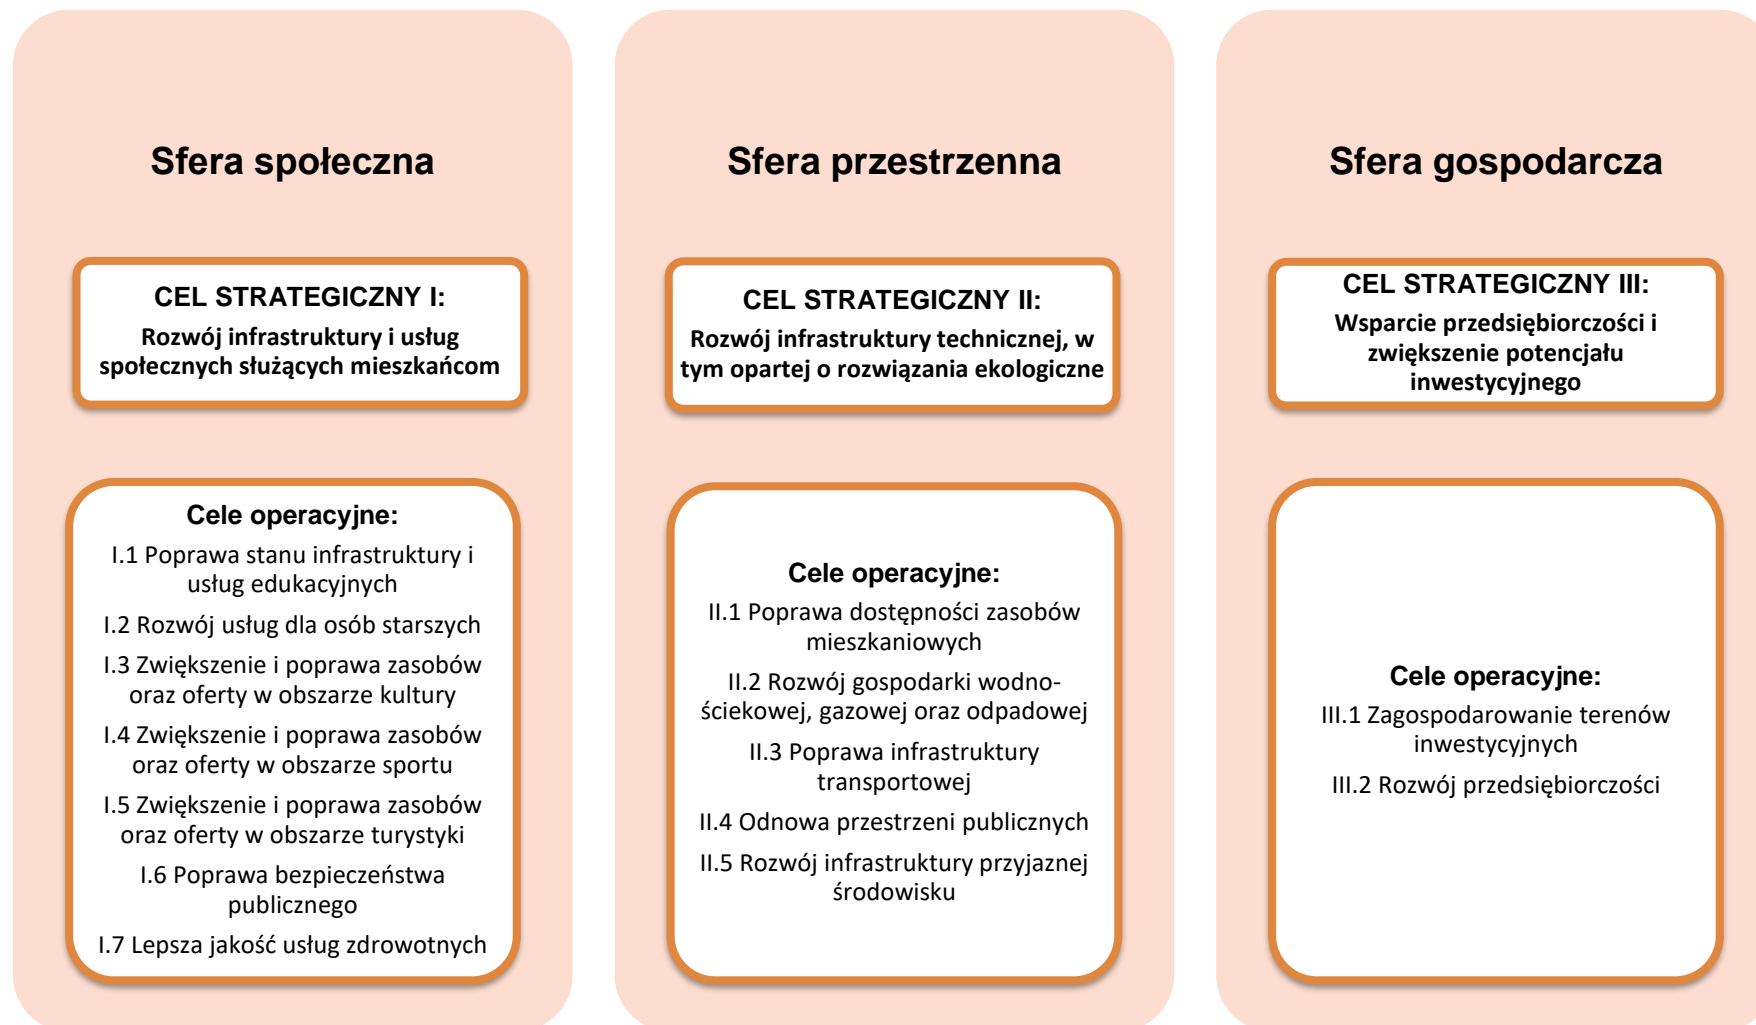 Sfera społeczna
CEL STRATEGICZNY I:
Rozwój infrastruktury i usług
społecznych służących mieszkańcom
Cele operacyjne:
I.1 Poprawa stanu infrastruktury i
usług edukacyjnych
I.2 Rozwój usług dla osób starszych
I.3 Zwiększenie i poprawa zasobów
oraz oferty w obszarze kultury
I.4 Zwiększenie i poprawa zasobów
oraz oferty w obszarze sportu
I.5 Zwiększenie i poprawa zasobów
oraz oferty w obszarze turystyki
I.6 Poprawa bezpieczeństwa
publicznego
I.7 Lepsza jakość usług zdrowotnych
Sfera przestrzenna
CEL STRATEGICZNY II:
Rozwój infrastruktury technicznej, w
tym opartej o rozwiązania ekologiczne
Cele operacyjne:
II.1 Poprawa dostępności zasobów
mieszkaniowych
II.2 Rozwój gospodarki wodno-
ściekowej, gazowej oraz odpadowej
II.3 Poprawa infrastruktury
transportowej
II.4 Odnowa przestrzeni publicznych
II.5 Rozwój infrastruktury przyjaznej
środowisku
Sfera gospodarcza
CEL STRATEGICZNY III:
Wsparcie przedsiębiorczości i
zwiększenie potencjału
inwestycyjnego
Cele operacyjne:
III.1 Zagospodarowanie terenów
inwestycyjnych
III.2 Rozwój przedsiębiorczości